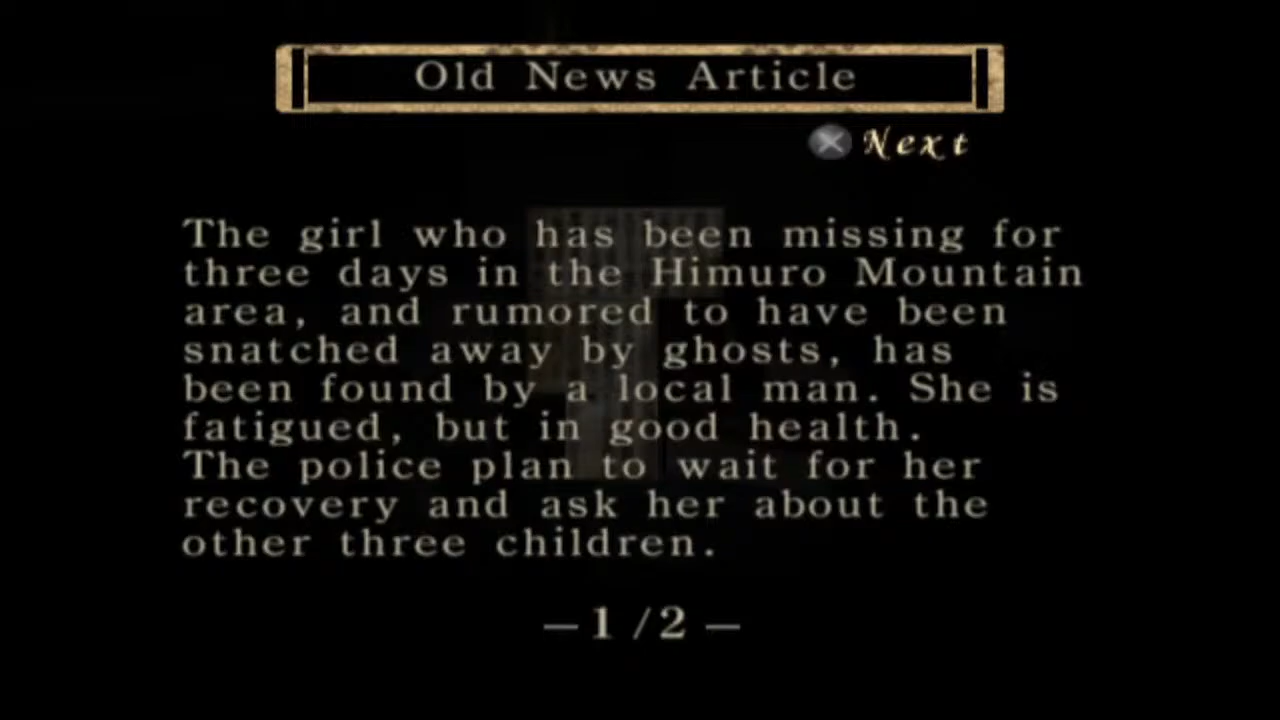 Old News Article
Next
The girl who has been missing for
three days in the Himuro Mountain
area, and rumored to have been
snatched away by ghosts, has
been found by a local man. She is
fatigued, but in good health.
The police plan to wait for her
recovery and ask her about the
other three children.
— 1 / 2 —